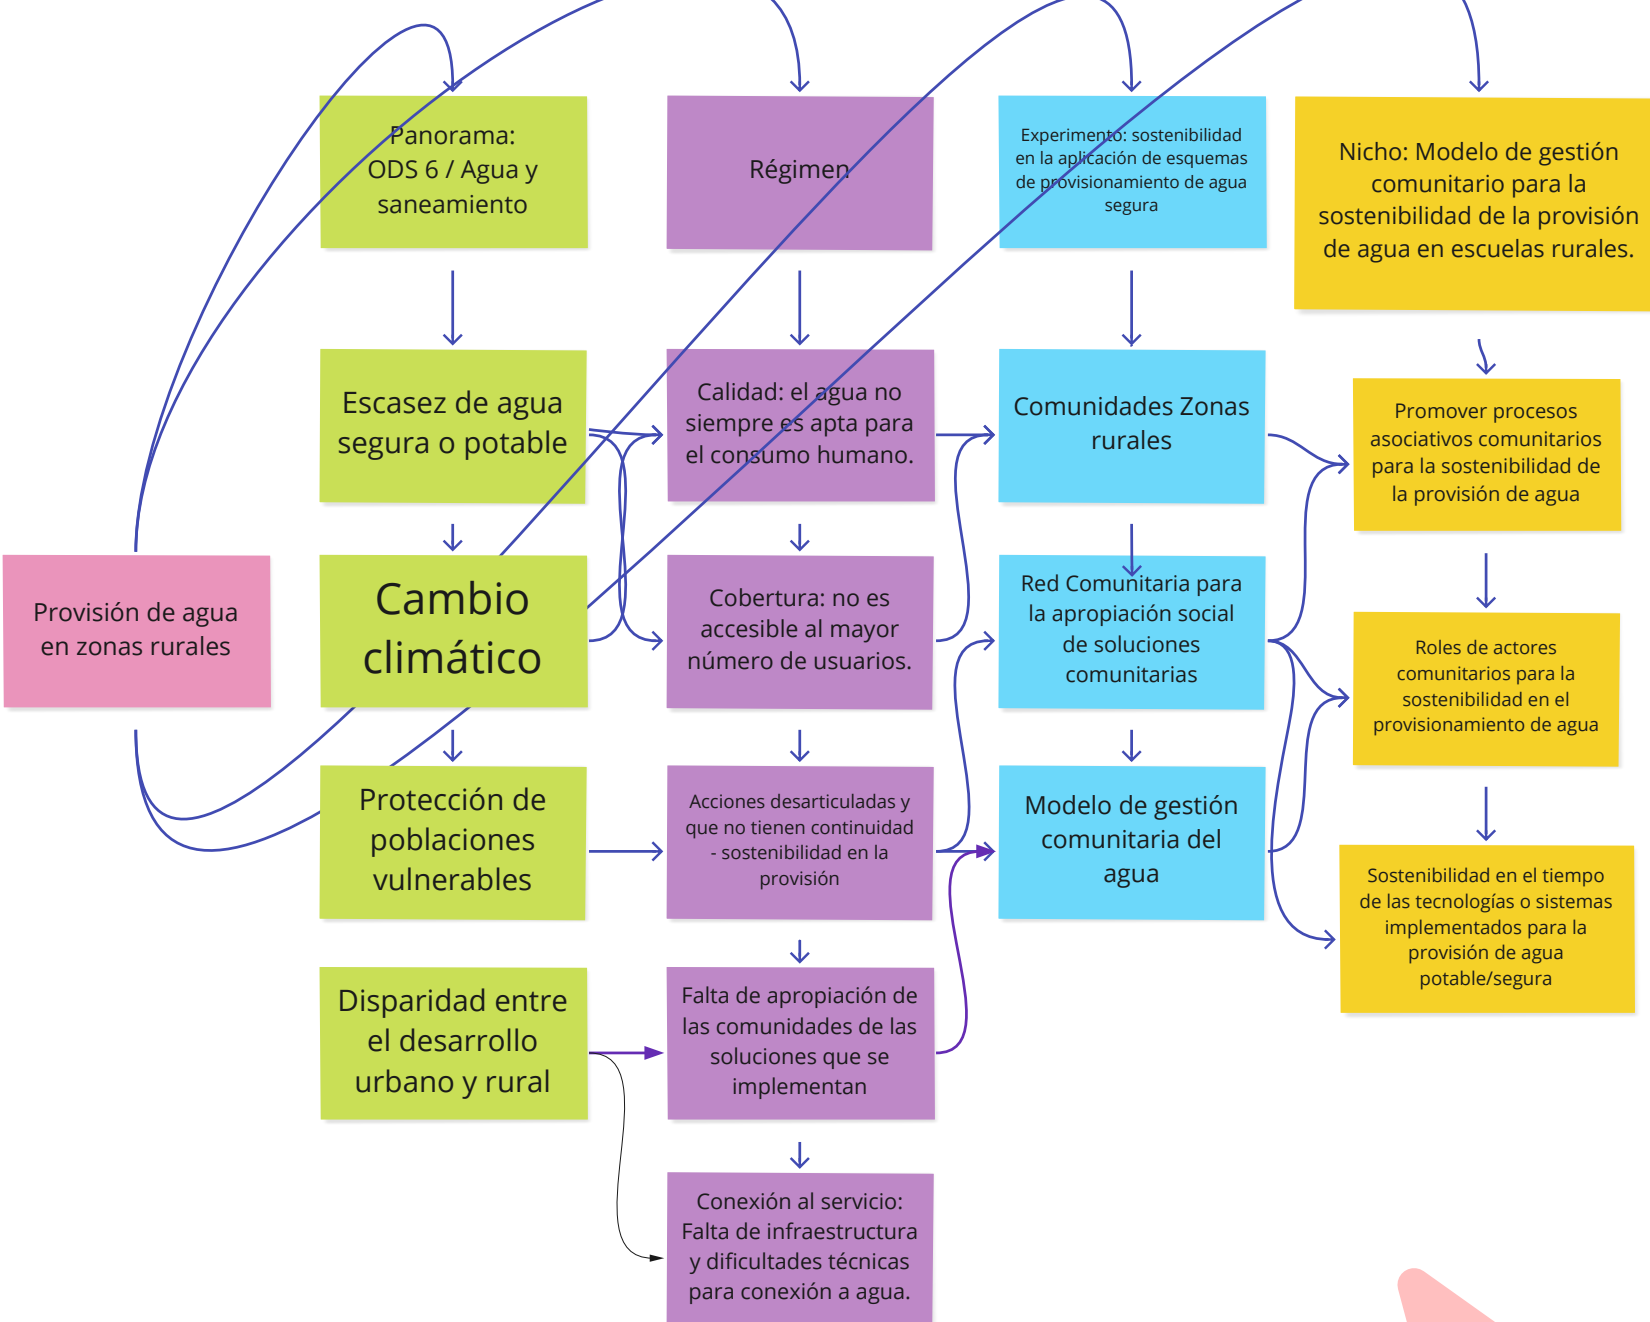 Provisión de agua
en zonas rurales
Panorama:
ODS 6 / Agua y
saneamiento
Escasez de agua
segura o potable
Cambio
climático
Protección de
poblaciones
vulnerables
Disparidad entre
el desarrollo
urbano y rural
Régimen
Calidad: el agua no
siempre es apta para
el consumo humano.
Cobertura: no es
accesible al mayor
número de usuarios.
Acciones desarticuladas y
que no tienen continuidad
- sostenibilidad en la
provisión
Falta de apropiación de
las comunidades de las
soluciones que se
implementan
Conexión al servicio:
Falta de infraestructura
y dificultades técnicas
para conexión a agua.
Experimento: sostenibilidad
en la aplicación de esquemas
de provisionamiento de agua
segura
Comunidades Zonas
rurales
Red Comunitaria para
la apropiación social
de soluciones
comunitarias
Modelo de gestión
comunitaria del
agua
Nicho: Modelo de gestión
comunitario para la
sostenibilidad de la provisión
de agua en escuelas rurales.
Promover procesos
asociativos comunitarios
para la sostenibilidad de
la provisión de agua
Roles de actores
comunitarios para la
sostenibilidad en el
provisionamiento de agua
Sostenibilidad en el tiempo
de las tecnologías o sistemas
implementados para la
provisión de agua
potable/segura